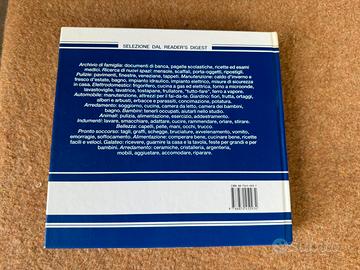 SELEZIONE DAL READER'S DIGEST
Archivio di famiglia: documenti di banca, pagelle scolastiche, ricette ed esami
medici. Ricerca di nuovi spazi: mensole, scaffali, porta-oggetti, ripostigli.
Pulizie: pavimenti, finestre, veneziane, tappeti. Manutenzione: caldo d'inverno e
fresco d'estate, bagno, impianto idraulico, impianto elettrico, misure di sicurezza
in casa. Elettrodomestici: frigorifero, cucina a gas ed elettrica, forno a microonde,
lavastoviglie, lavatrice, tostapane, frullatore, "tutto-fare", ferro a vapore.
Automobile: manutenzione, attrezzi per il fai-da-te. Giardino: fiori, frutta, ortaggi,
alberi e arbusti, erbacce e parassiti, concimazione, potatura.
Arredamento: soggiorno, cucina, camera da letto, camera dei bambini,
bagno. Bambini: tenerli occupati, aiutarli nello studio.
Animali: pulizia, alimentazione, esercizio, addestramento.
Indumenti: lavare, smacchiare, adattare, cucire, rammendare, orlare, stirare.
Bellezza: capelli, pelle, mani, occhi, trucco.
Pronto soccorso: tagli, graffi, schegge, bruciature, avvelenamento, vomito,
emorragie, soffocamento. Alimentazione: comperare bene, cucinare bene, ricette
facili e veloci. Galateo: ricevere, guarnire la casa e la tavola, feste per grandi e per
bambini. Arredamento: ceramiche, cristalleria, argenteria,
mobili, aggiustare, accomodare, riparare.